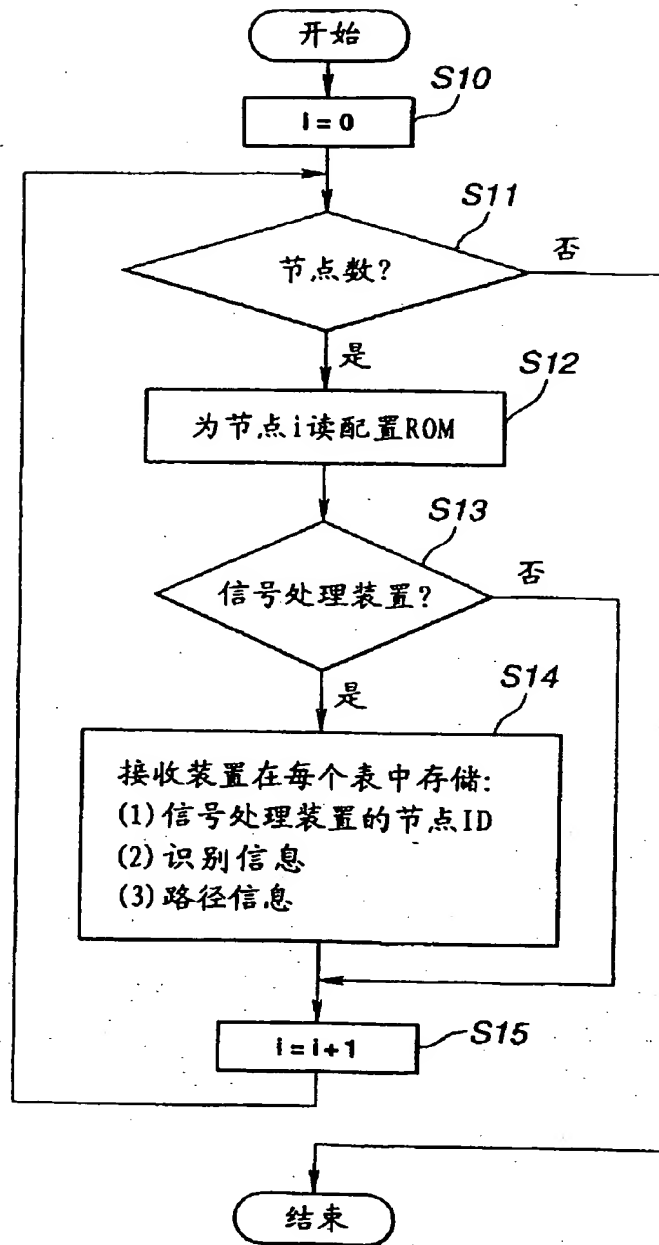 开始
S10
i = 0
S11
节点数?
否
是
S12
为节点i读配置ROM
S13
信号处理装置?
否
是
S14
接收装置在每个表中存储:
(1)信号处理装置的节点ID
(2)识别信息
(3)路径信息
i = i+1
S15
结束